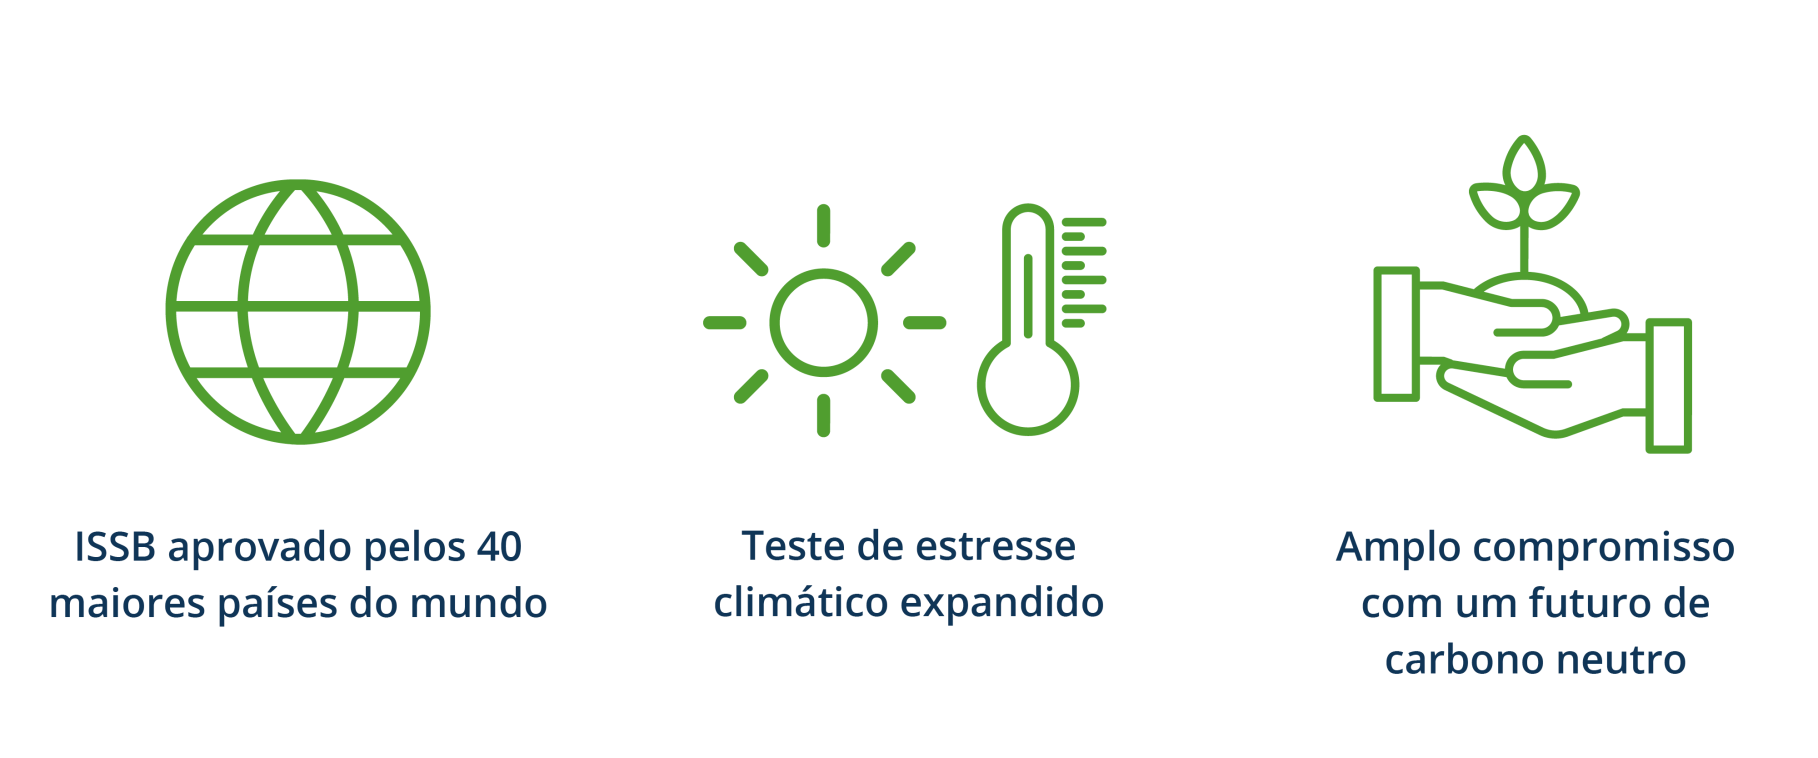 ISSB aprovado pelos 40
maiores países do mundo
Teste de estresse
climático expandido
Amplo compromisso
com um futuro de
carbono neutro